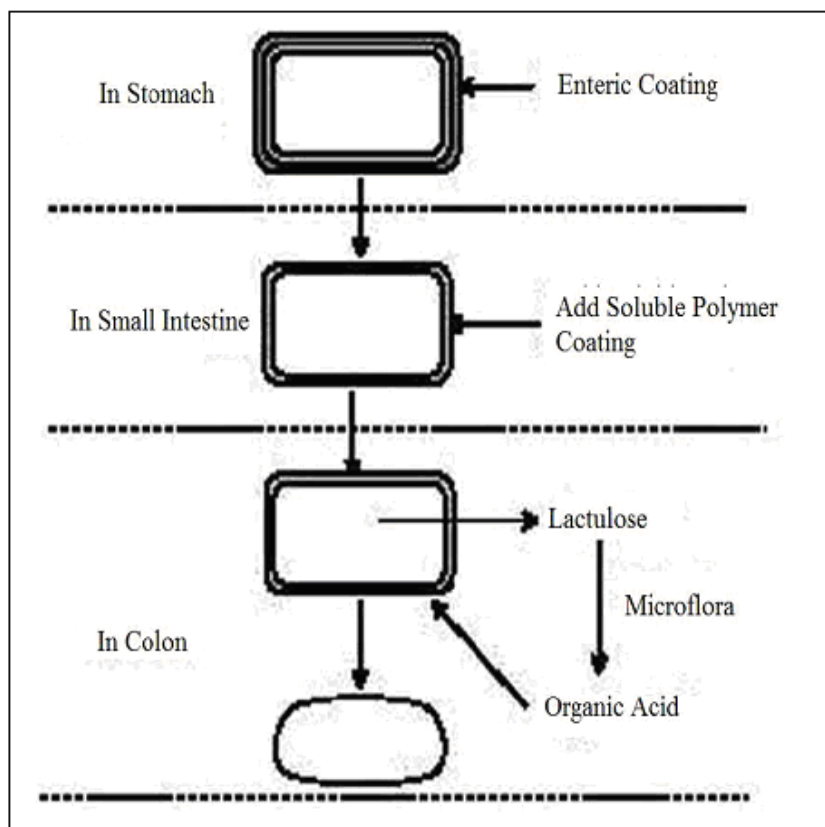 In Stomach
Enteric Coating
In Small Intestine
Add Soluble Polymer
Coating
Lactulose
Microflora
In Colon
Organic Acid